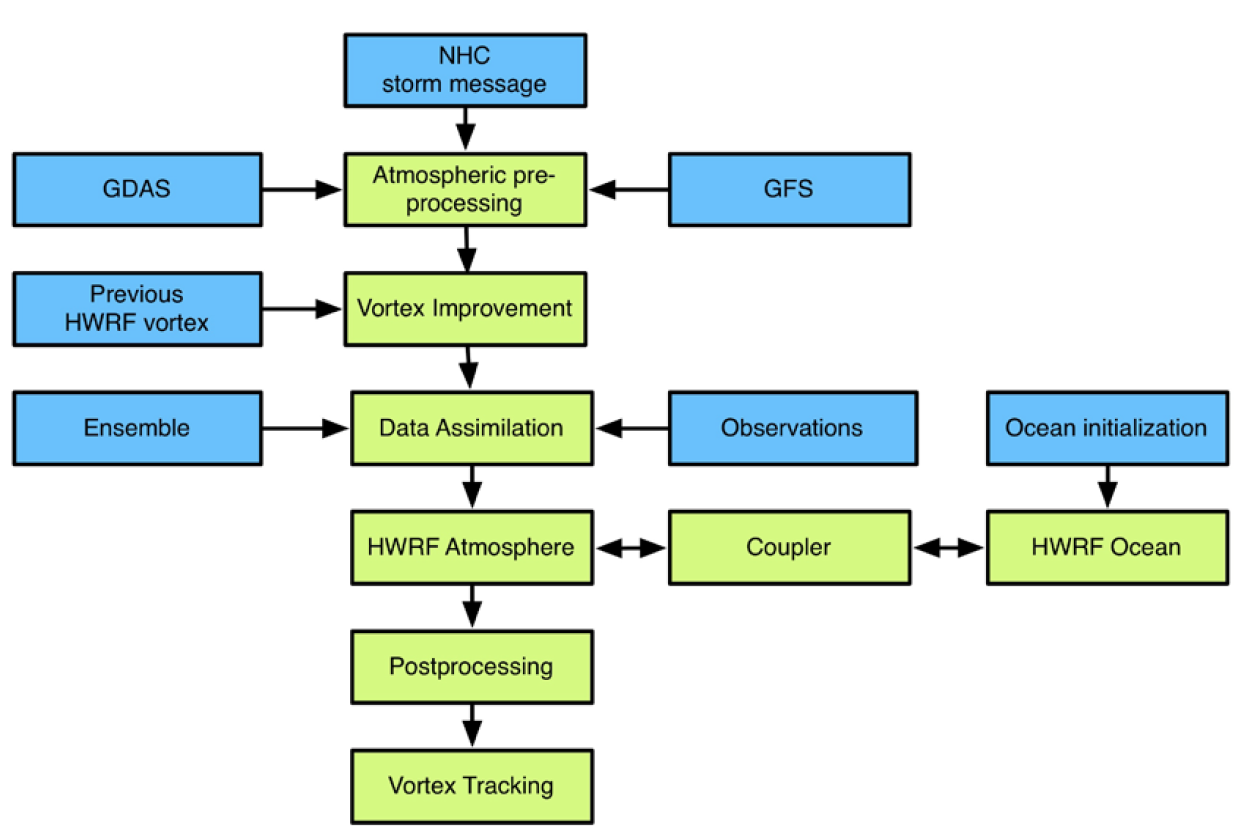 NHC
storm message
GDAS
Atmospheric pre-
processing
GFS
Previous
HWRF vortex
Vortex Improvement
Ensemble
Data Assimilation
Observations
Ocean initialization
HWRF Atmosphere
Coupler
HWRF Ocean
Postprocessing
Vortex Tracking